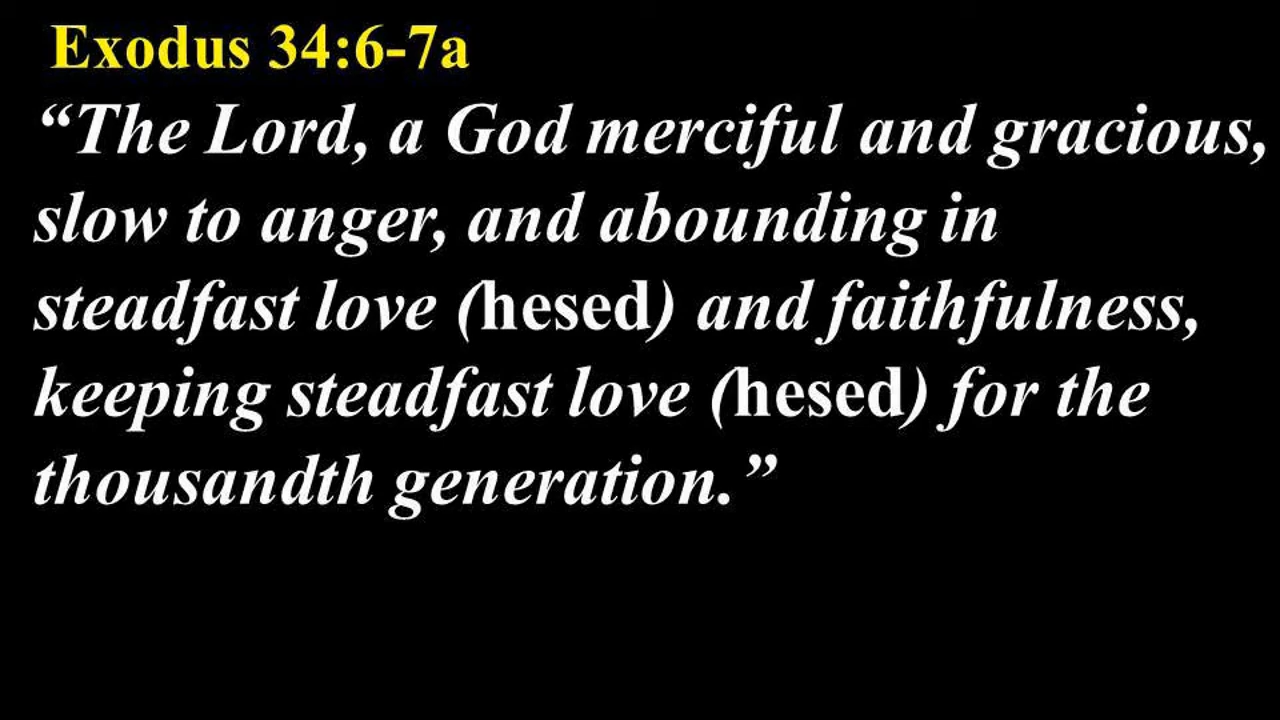 Exodus 34:6-7a
“The Lord, a God merciful and gracious,
slow to anger, and abounding in
steadfast love (hesed) and faithfulness,
keeping steadfast love (hesed) for the
thousandth generation.”